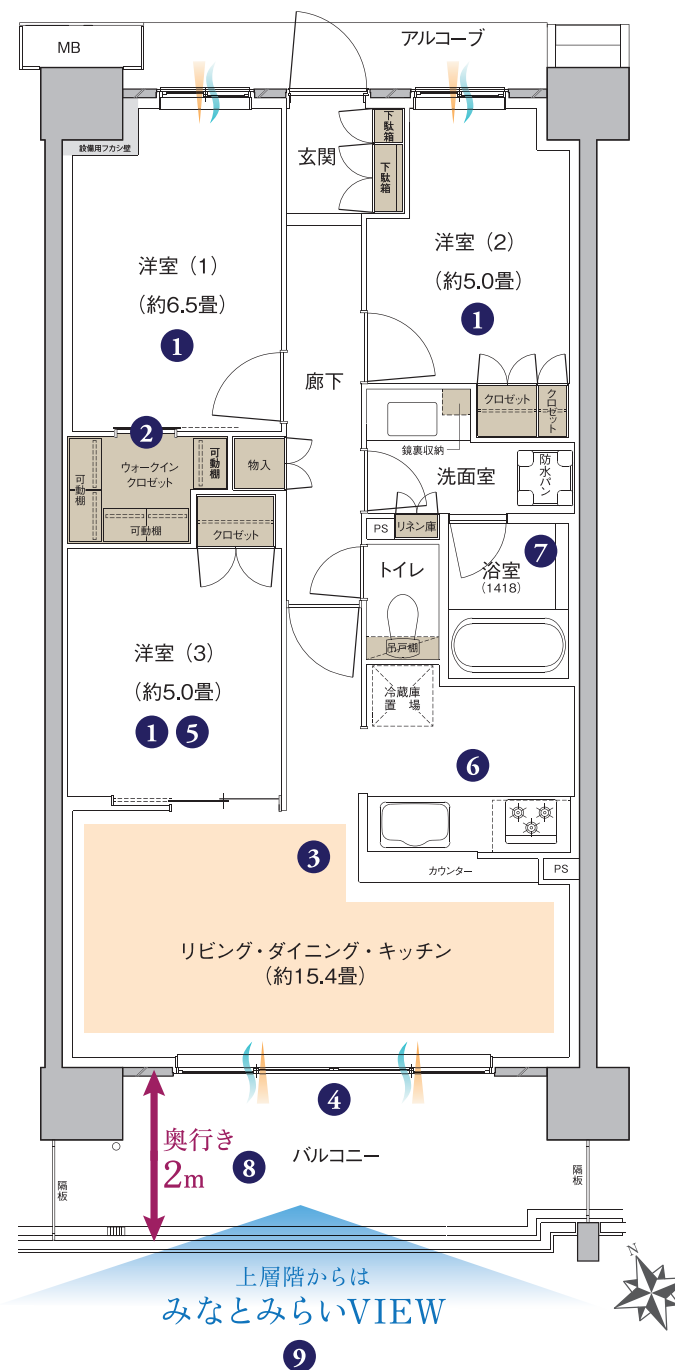 アルコーブ
MB
設備用フカシ壁
玄関
下駄箱
下駄箱
洋室（1）
（約6.5畳）
1
洋室（2）
（約5.0畳）
1
廊下
2
ウォークイン
クロゼット
可動棚
可動棚
可動棚
物入
クロゼット
クロゼット
クロゼット
鏡裏収納
洗面室
防水パン
PS
リネン庫
トイレ
吊戸棚
浴室
（1418）
7
洋室（3）
（約5.0畳）
1
5
冷蔵庫
置場
6
カウンター
PS
3
リビング・ダイニング・キッチン
（約15.4畳）
4
奥行き
2m
8
バルコニー
隔板
隔板
上層階からは
みなとみらいVIEW
9
N